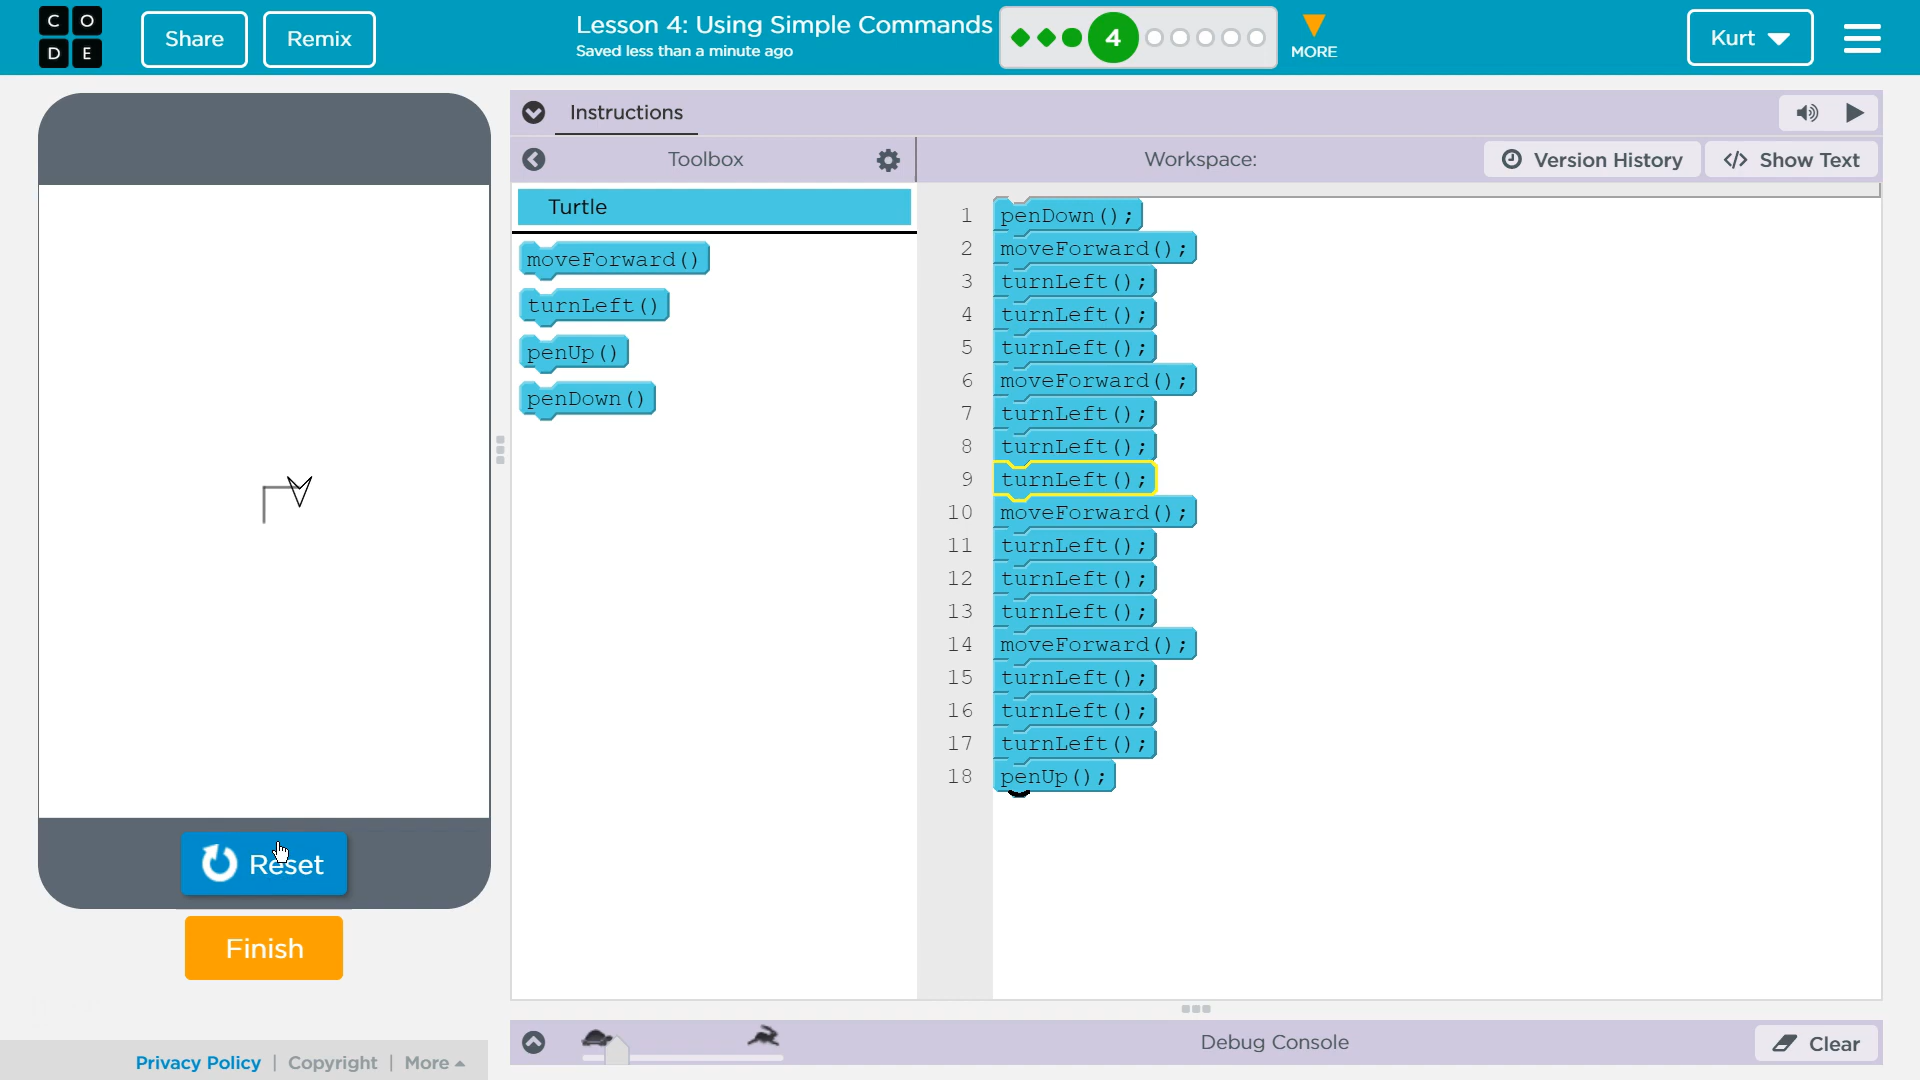 CODE
Share
Remix
Lesson 4: Using Simple Commands
Saved less than a minute ago
4
MORE
Kurt
Instructions
Toolbox
Workspace:
Version History
</> Show Text
Turtle
moveForward()
turnLeft()
penUp()
penDown()
1 penDown();
2 moveForward();
3 turnLeft();
4 turnLeft();
5 turnLeft();
6 moveForward();
7 turnLeft();
8 turnLeft();
9 turnLeft();
10 moveForward();
11 turnLeft();
12 turnLeft();
13 turnLeft();
14 moveForward();
15 turnLeft();
16 turnLeft();
17 turnLeft();
18 penUp();
Reset
Finish
Debug Console
Clear
Privacy Policy | Copyright | More